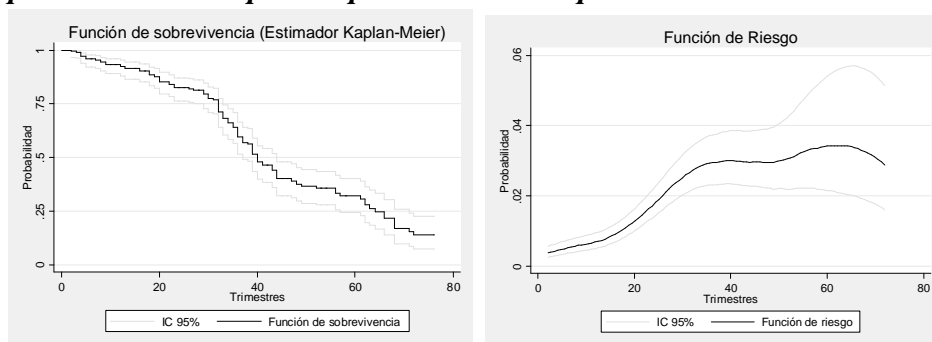 Función de sobrevivencia (Estimador Kaplan-Meier)
1
.75
.5
.25
0
Probabilidad
0 20 40 60 80
Trimestres
IC 95% Función de sobrevivencia
Función de Riesgo
.06
.04
.02
0
Probabilidad
0 20 40 60 80
Trimestres
IC 95% Función de riesgo